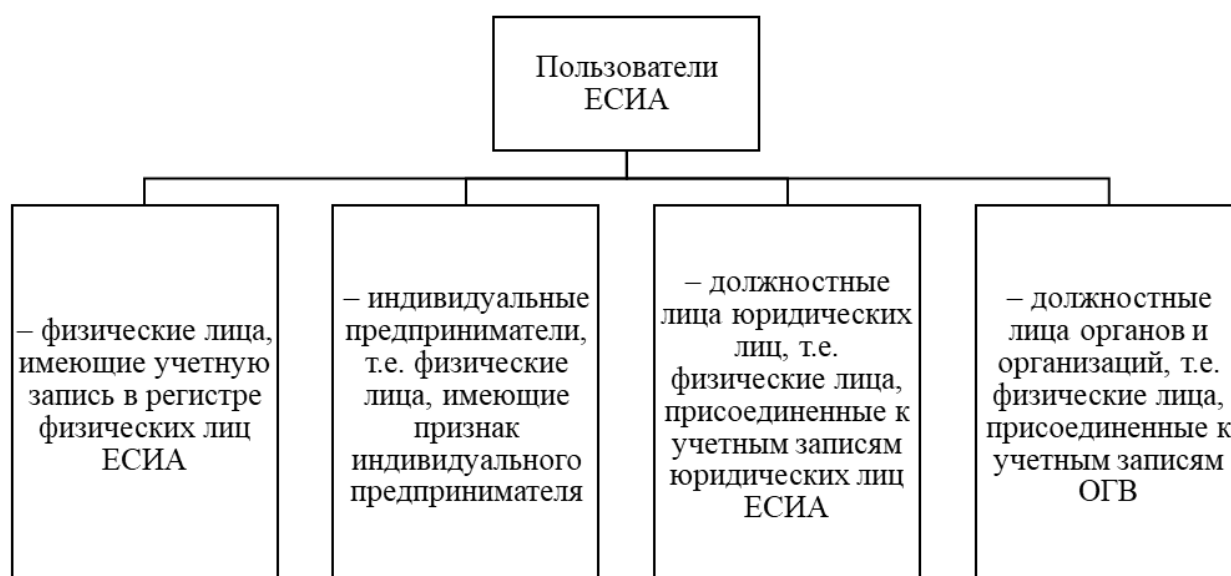 Пользователи
ЕСИА
– физические лица,
имеющие учетную
запись в регистре
физических лиц
ЕСИА
– индивидуальные
предприниматели,
т.е. физические
лица, имеющие
признак
индивидуального
предпринимателя
– должностные
лица юридических
лиц, т.е.
физические лица,
присоединенные к
учетным записям
юридических лиц
ЕСИА
– должностные
лица органов и
организаций, т.е.
физические лица,
присоединенные к
учетным записям
ОГВ